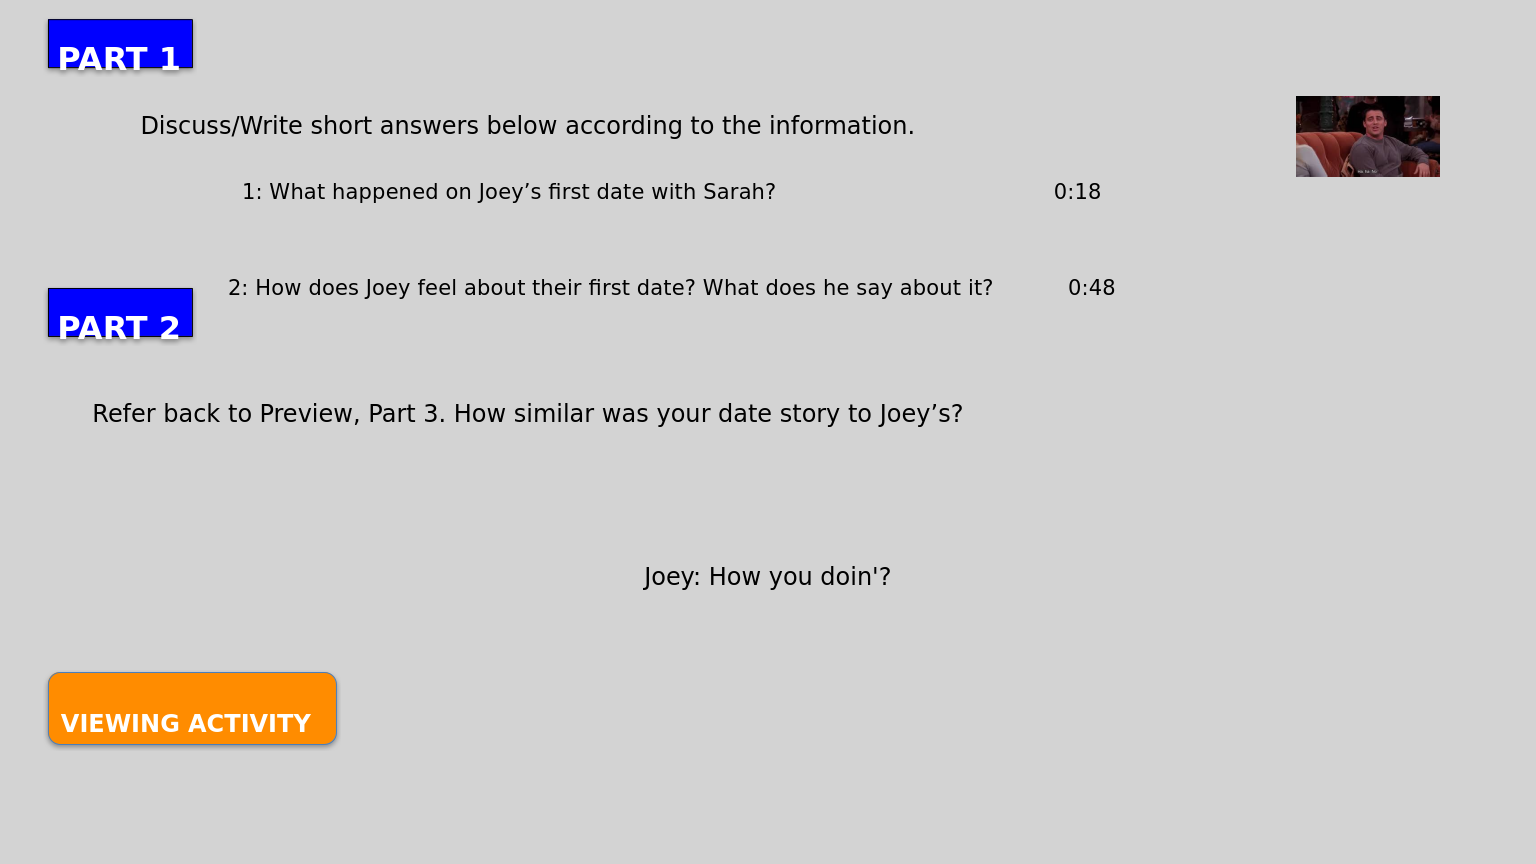 PART 1
Discuss/Write short answers below according to the information.
1: What happened on Joey’s first date with Sarah? 0:18
2: How does Joey feel about their first date? What does he say about it? 0:48
PART 2
Refer back to Preview, Part 3. How similar was your date story to Joey’s?
Joey: How you doin'?
VIEWING ACTIVITY